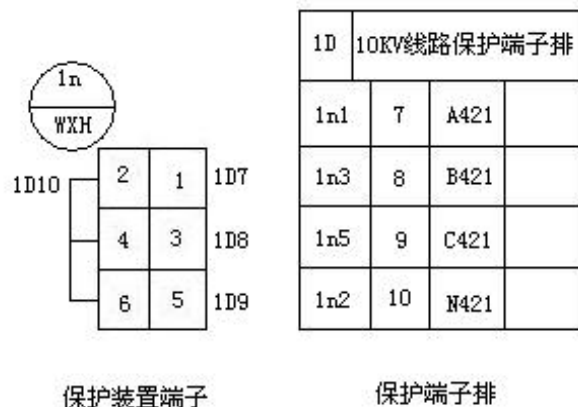 1n
WXH
1D10
2 1 1D7
4 3 1D8
6 5 1D9
保护装置端子
1D 10KV线路保护端子排
1n1 7 A421
1n3 8 B421
1n5 9 C421
1n2 10 N421
保护端子排